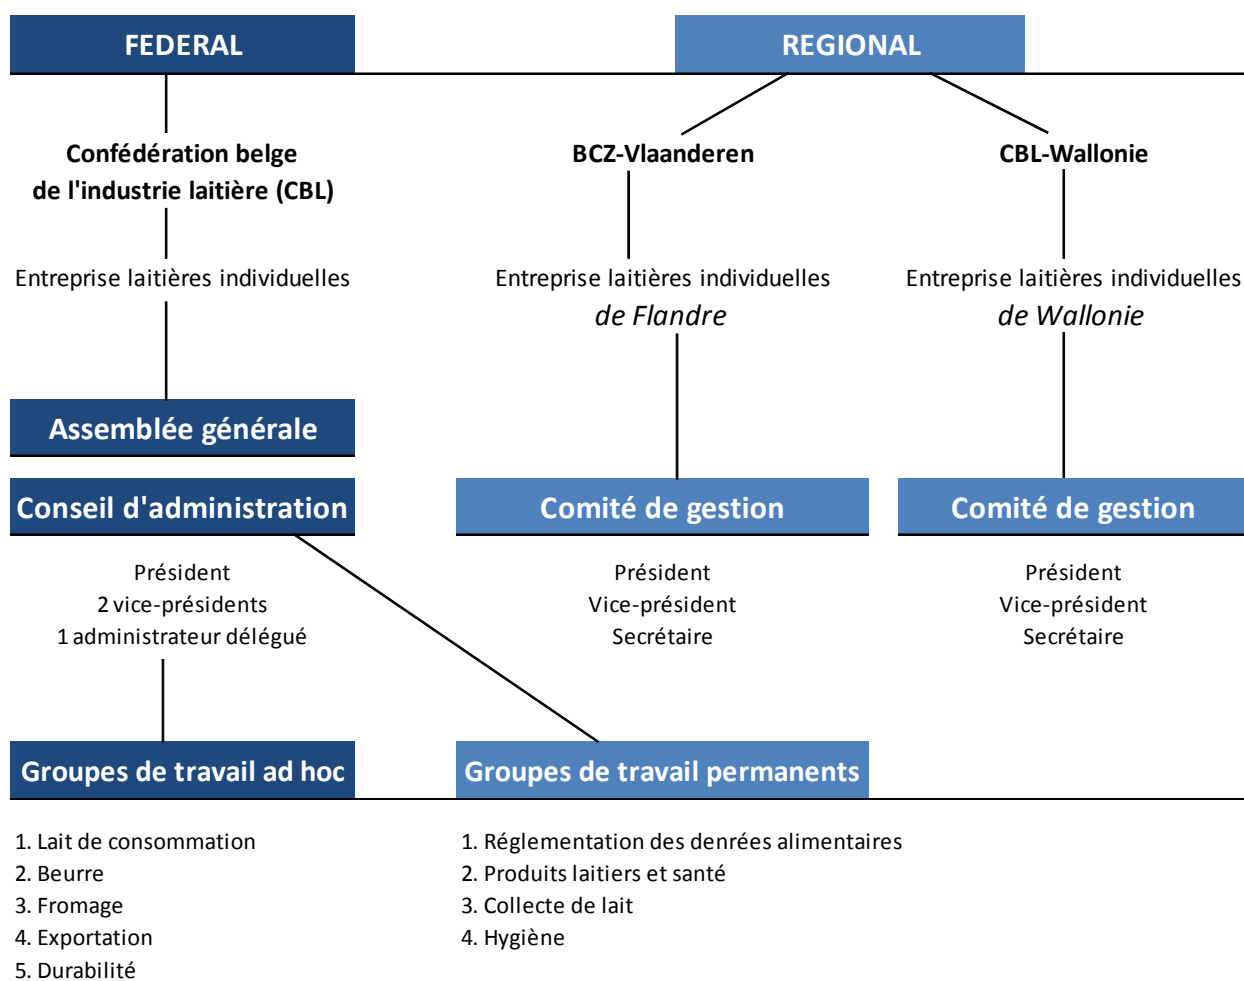 FEDERAL
REGIONAL
Confédération belge
de l'industrie laitière (CBL)
BCZ-Vlaanderen
CBL-Wallonie
Entreprise laitières individuelles
Entreprise laitières individuelles
de Flandre
Entreprise laitières individuelles
de Wallonie
Assemblée générale
Conseil d'administration
Comité de gestion
Comité de gestion
Président
2 vice-présidents
1 administrateur délégué
Président
Vice-président
Secrétaire
Président
Vice-président
Secrétaire
Groupes de travail ad hoc
Groupes de travail permanents
1. Lait de consommation
2. Beurre
3. Fromage
4. Exportation
5. Durabilité
1. Réglementation des denrées alimentaires
2. Produits laitiers et santé
3. Collecte de lait
4. Hygiène